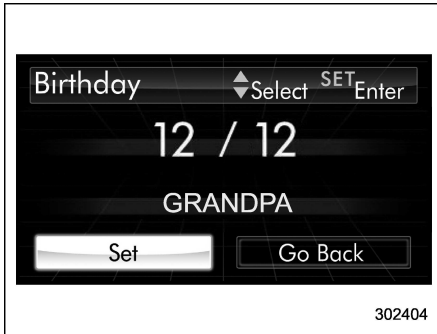 Birthday Select SET Enter
12 / 12
GRANDPA
Set Go Back
302404